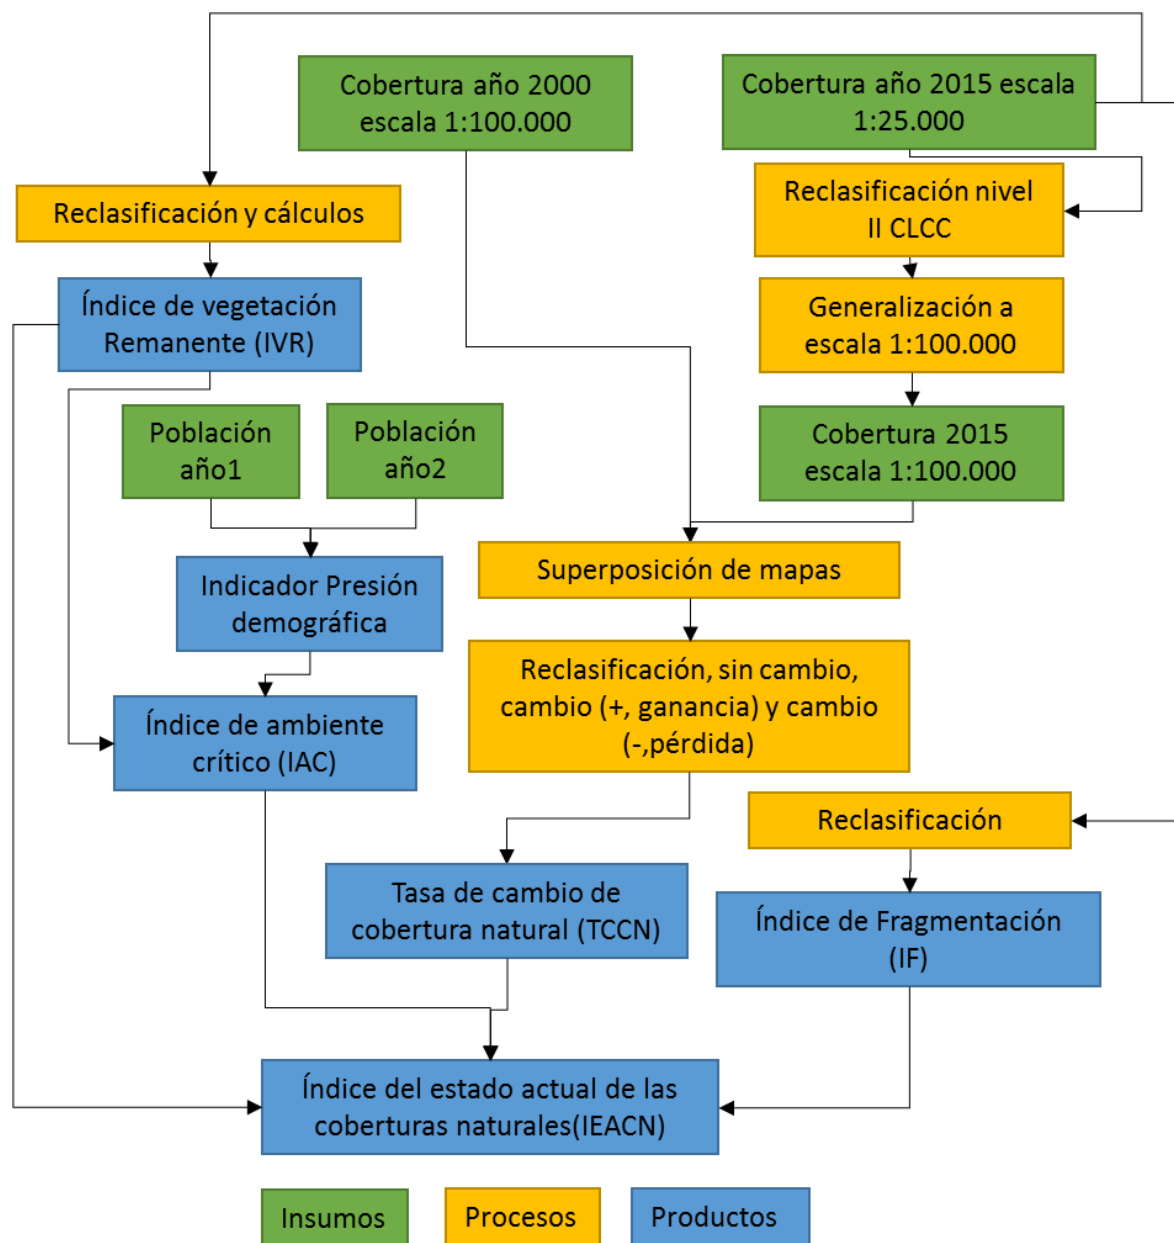 Cobertura año 2000
escala 1:100.000
Cobertura año 2015 escala
1:25.000
Reclasificación y cálculos
Reclasificación nivel
II CLCC
Índice de vegetación
Remanente (IVR)
Generalización a
escala 1:100.000
Población
año1
Población
año2
Cobertura 2015
escala 1:100.000
Indicador Presión
demográfica
Superposición de mapas
Reclasificación, sin cambio,
cambio (+, ganancia) y cambio
(-,pérdida)
Índice de ambiente
crítico (IAC)
Reclasificación
Tasa de cambio de
cobertura natural (TCCN)
Índice de Fragmentación
(IF)
Índice del estado actual de las
coberturas naturales(IEACN)
Insumos
Procesos
Productos